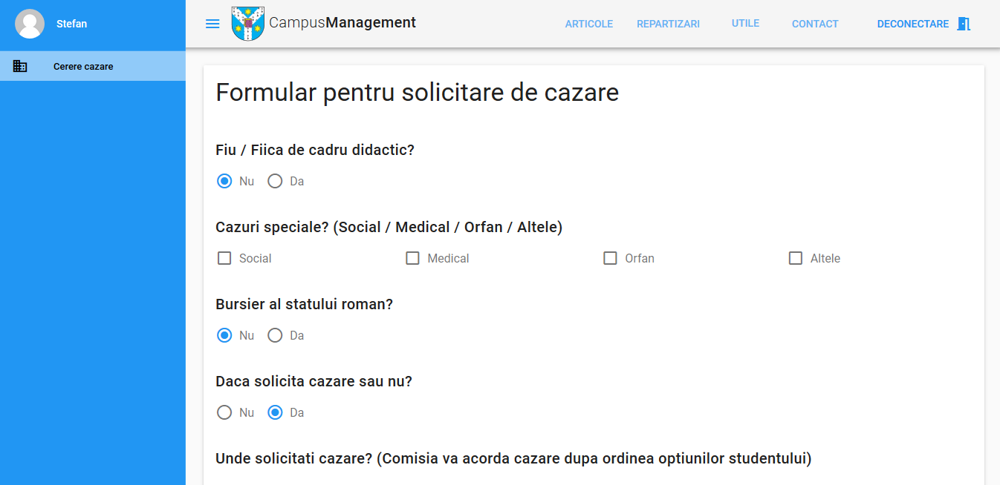 Stefan
CampusManagement
ARTICOLE
REPARTIZARI
UTILE
CONTACT
DECONECTARE
Cerere cazare
Formular pentru solicitare de cazare
Fiu / Fiica de cadru didactic?
Nu Da
Cazuri speciale? (Social / Medical / Orfan / Altele)
Social Medical Orfan Altele
Bursier al statului roman?
Nu Da
Daca solicita cazare sau nu?
Nu Da
Unde solicitati cazare? (Comisia va acorda cazare dupa ordinea optiunilor studentului)